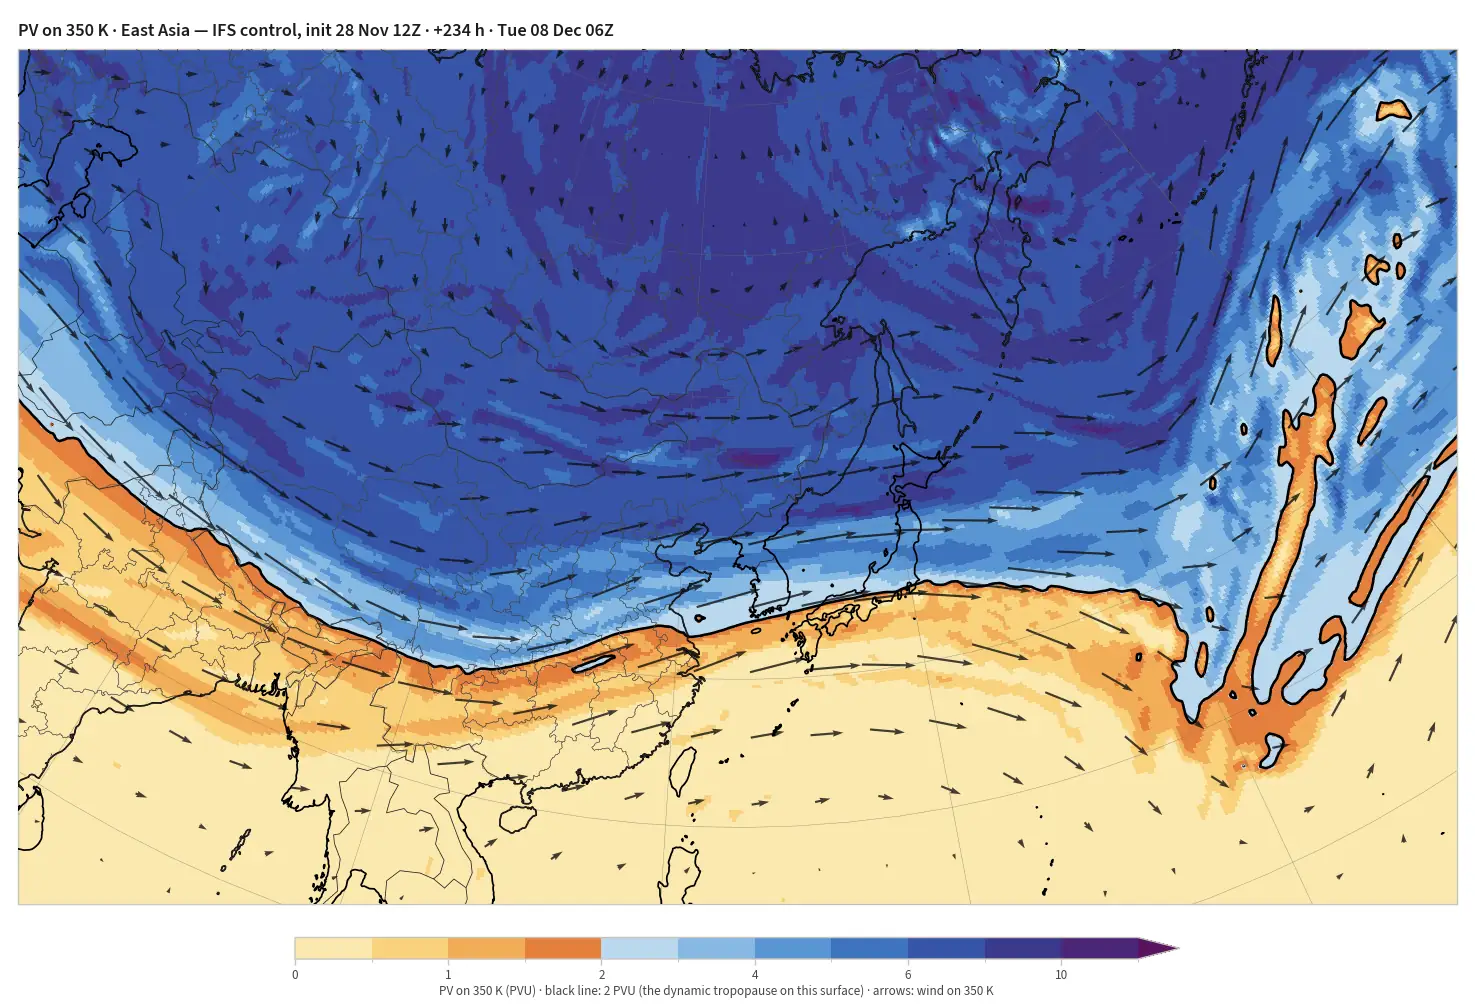 PV on 350 K · East Asia — IFS control, init 28 Nov 12Z · +234 h · Tue 08 Dec 06Z
0 1 2 4 6 10
PV on 350 K (PVU) · black line: 2 PVU (the dynamic tropopause on this surface) · arrows: wind on 350 K